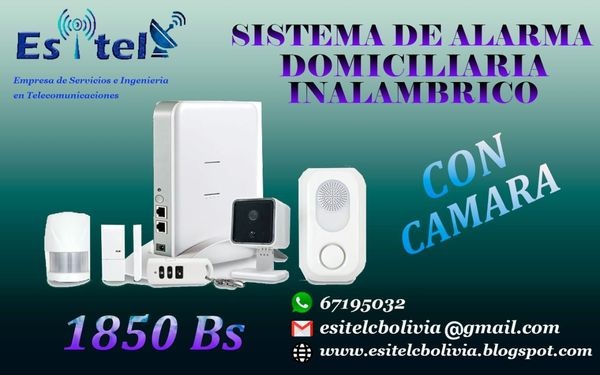 Esitelc
Empresa de Servicios e Ingenieria
en Telecomunicaciones
SISTEMA DE ALARMA
DOMICILIARIA
INALAMBRICO
CON
CAMARA
67195032
esitelcbolivia@gmail.com
www.esitelcbolivia.blogspot.com
1850 Bs